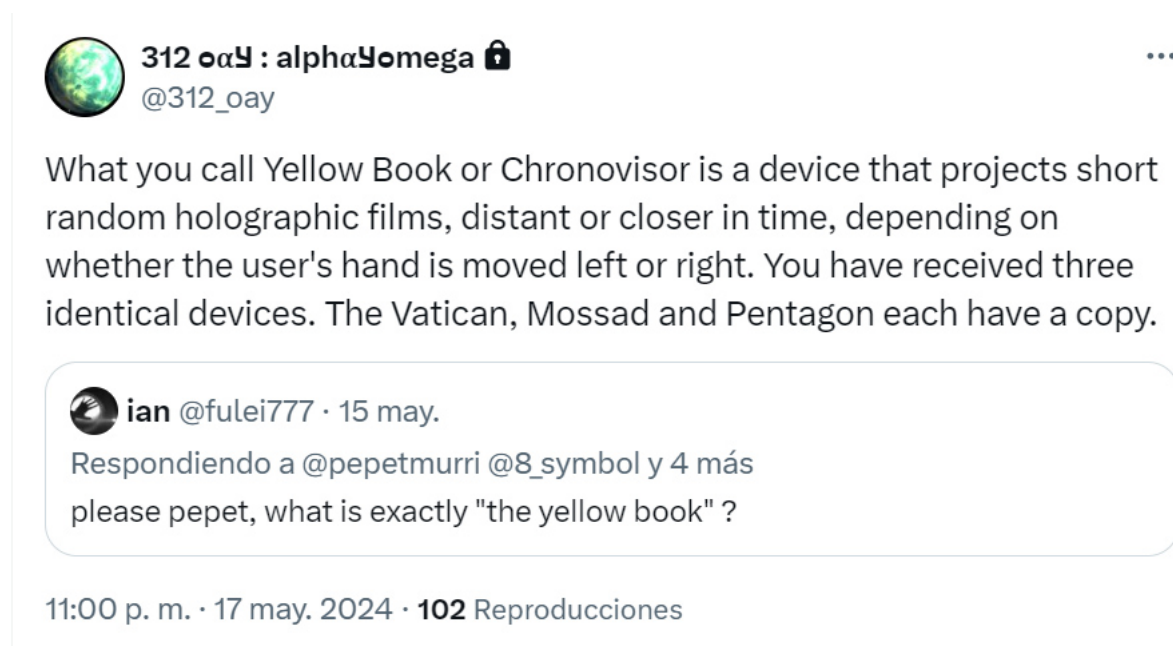 312 oαY : alphαYomega 🔒
@312_oay
What you call Yellow Book or Chronovisor is a device that projects short
random holographic films, distant or closer in time, depending on
whether the user's hand is moved left or right. You have received three
identical devices. The Vatican, Mossad and Pentagon each have a copy.
ian @fulei777 · 15 may.
Respondiendo a @pepetmurri @8_symbol y 4 más
please pepet, what is exactly "the yellow book" ?
11:00 p. m. · 17 may. 2024 · 102 Reproducciones